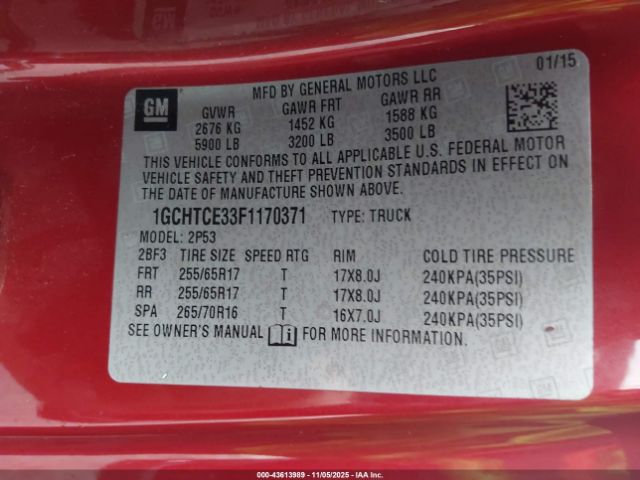 MFD BY GENERAL MOTORS LLC 01/15
GM
GVWR GAWR FRT GAWR RR
2676 KG 1452 KG 1588 KG
5900 LB 3200 LB 3500 LB
THIS VEHICLE CONFORMS TO ALL APPLICABLE U.S. FEDERAL MOTOR
VEHICLE SAFETY AND THEFT PREVENTION STANDARDS IN EFFECT ON
THE DATE OF MANUFACTURE SHOWN ABOVE.
1GCHTCE33F1170371 TYPE: TRUCK
MODEL: 2P53
2BF3 TIRE SIZE SPEED RTG RIM COLD TIRE PRESSURE
FRT 255/65R17 T 17X8.0J 240KPA(35PSI)
RR 255/65R17 T 17X8.0J 240KPA(35PSI)
SPA 265/70R16 T 16X7.0J 240KPA(35PSI)
SEE OWNER'S MANUAL FOR MORE INFORMATION.
000-43613989 - 11/05/2025 - IAAI.COM